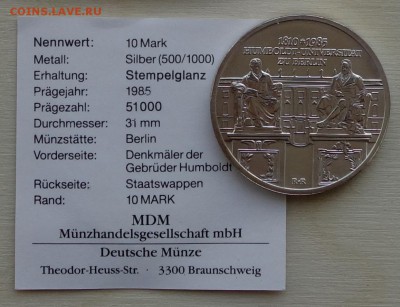 COINS.LAVE.RU
Nennwert: 10 Mark
Metall: Silber (500/1000)
Erhaltung: Stempelglanz
Prägejahr: 1985
Prägezahl: 51000
Durchmesser: 31 mm
Münzstätte: Berlin
Vorderseite: Denkmäler der
Gebrüder Humboldt
Rückseite: Staatswappen
Rand: 10 MARK
MDM
Münzhandelsgesellschaft mbH
Deutsche Münze
Theodor-Heuss-Str. · 3300 Braunschweig
1810-1985
HUMBOLDT-UNIVERSITÄT
ZU BERLIN